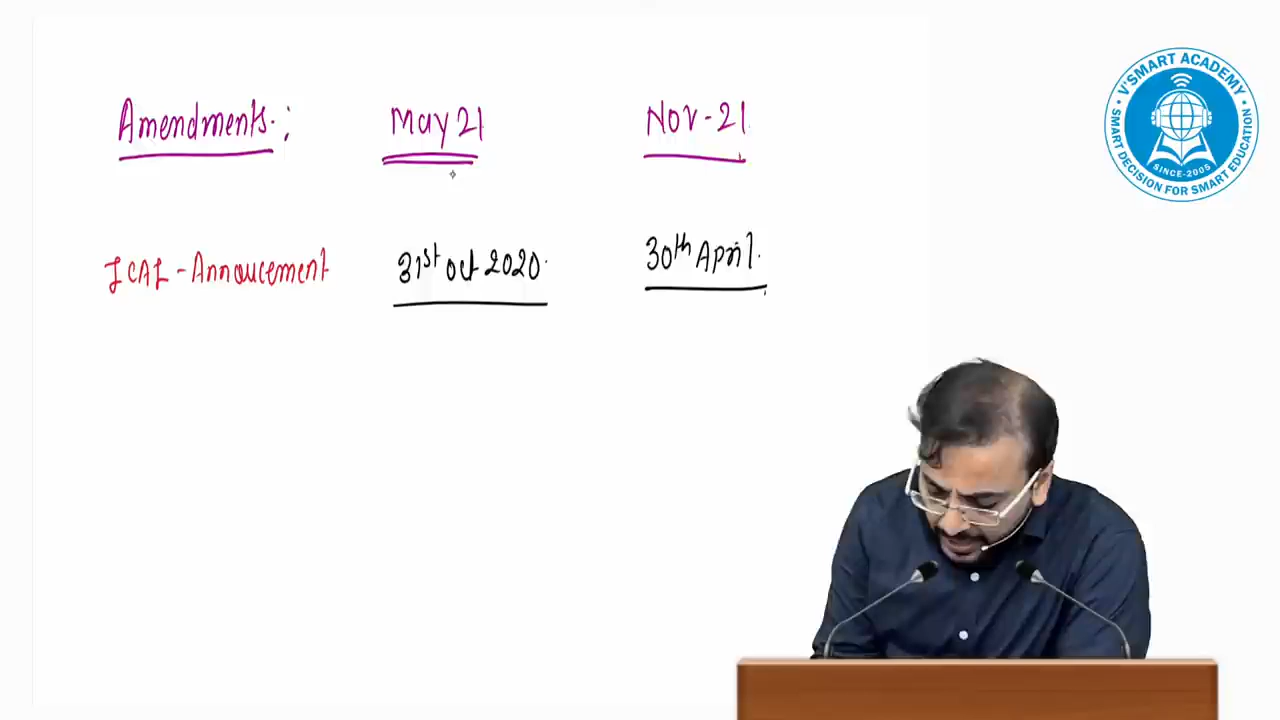 Amendments : May 21 Nov-21
ICAI - Annoucement 31st Oct 2020. 30th April.
V'SMART ACADEMY
SMART DECISION FOR SMART EDUCATION
SINCE-2005